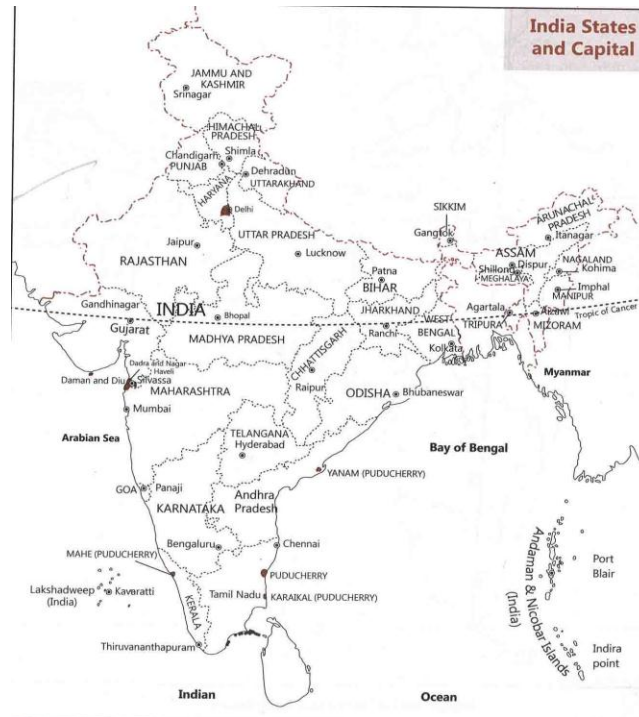 India States
and Capital
JAMMU AND
KASHMIR
Srinagar
HIMACHAL
PRADESH
Shimla
Chandigarh
PUNJAB
Dehradun
UTTARAKHAND
HARYANA
Delhi
SIKKIM
Gangtok
ARUNACHAL
PRADESH
Itanagar
Jaipur
UTTAR PRADESH
Lucknow
RAJASTHAN
ASSAM
Dispur
NAGALAND
Kohima
Shillong
MEGHALAYA
Patna
BIHAR
Imphal
MANIPUR
Gandhinagar
INDIA
Gujarat
Bhopal
JHARKHAND
Ranchi
WEST
BENGAL
Kolkata
Agartala
TRIPURA
MIZORAM
Tropic of Cancer
MADHYA PRADESH
CHHATTISGARH
Raipur
Dadra and Nagar
Haveli
Daman and Diu
Silvassa
MAHARASHTRA
Mumbai
ODISHA
Bhubaneswar
Myanmar
Arabian Sea
TELANGANA
Hyderabad
Bay of Bengal
YANAM (PUDUCHERRY)
GOA
Panaji
KARNATAKA
Andhra
Pradesh
Bengaluru
Chennai
MAHE (PUDUCHERRY)
PUDUCHERRY
Lakshadweep
(India)
Kavaratti
KERALA
Tamil Nadu
KARAIKAL (PUDUCHERRY)
Thiruvananthapuram
Andaman & Nicobar Islands
(India)
Port
Blair
Indira
point
Indian
Ocean